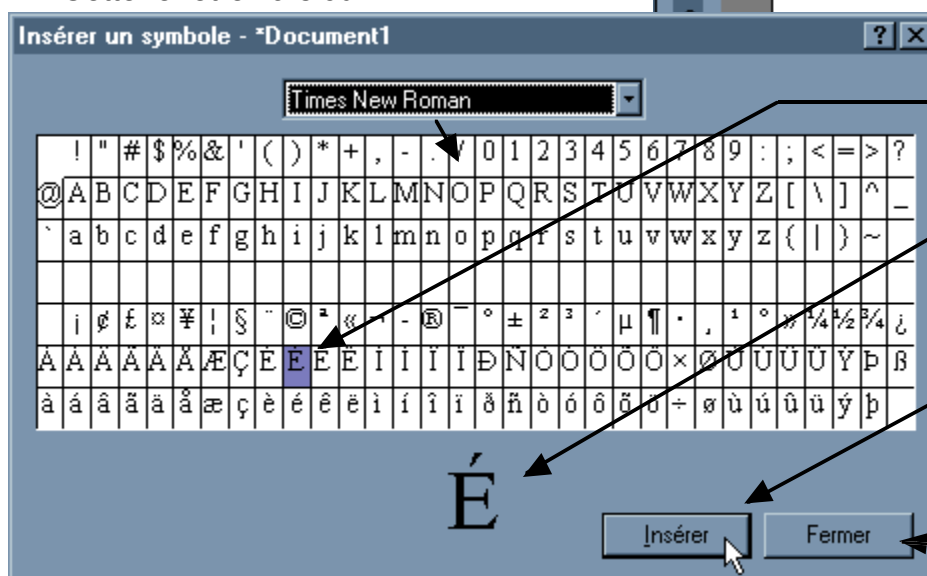 Insérer un symbole - *Document1
Times New Roman
! " # $ % & ' ( ) * + , - . / 0 1 2 3 4 5 6 7 8 9 : ; < = > ?
@ A B C D E F G H I J K L M N O P Q R S T U V W X Y Z [ \ ] ^ _
` a b c d e f g h i j k l m n o p q r s t u v w x y z { | } ~
¡ ¢ £ ¤ ¥ ¦ § ¨ © ª « ¬ - ® ¯ ° ± ² ³ ´ µ ¶ · ¸ ¹ º » ¼ ½ ¾ ¿
À Á Â Ã Ä Å Æ Ç È É Ê Ë Ì Í Î Ï Ð Ñ Ò Ó Ô Õ Ö × Ø Ù Ú Û Ü Ý Þ ß
à á â ã ä å æ ç è é ê ë ì í î ï ð ñ ò ó ô õ ö ÷ ø ù ú û ü ý þ
É
Insérer
Fermer